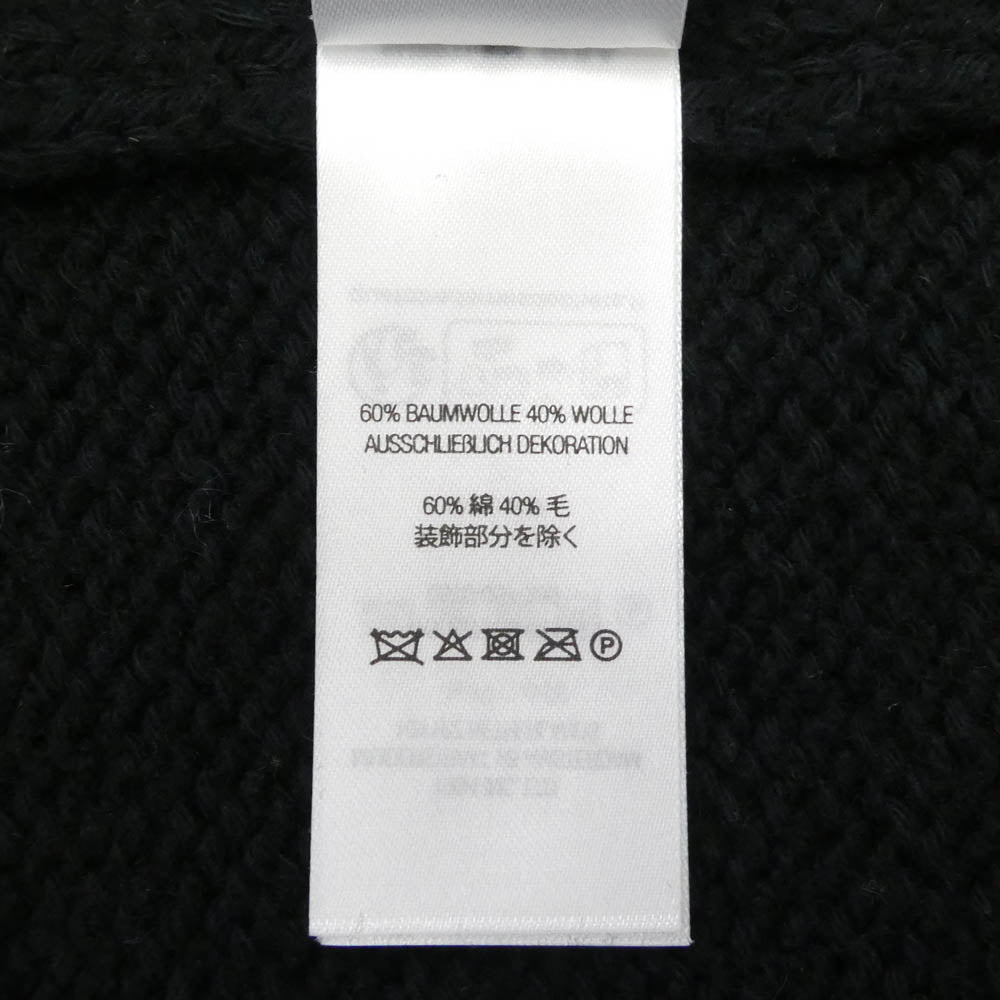 60% BAUMWOLLE 40% WOLLE
AUSSCHLIEßLICH DEKORATION
60% 綿 40% 毛
装飾部分を除く
P